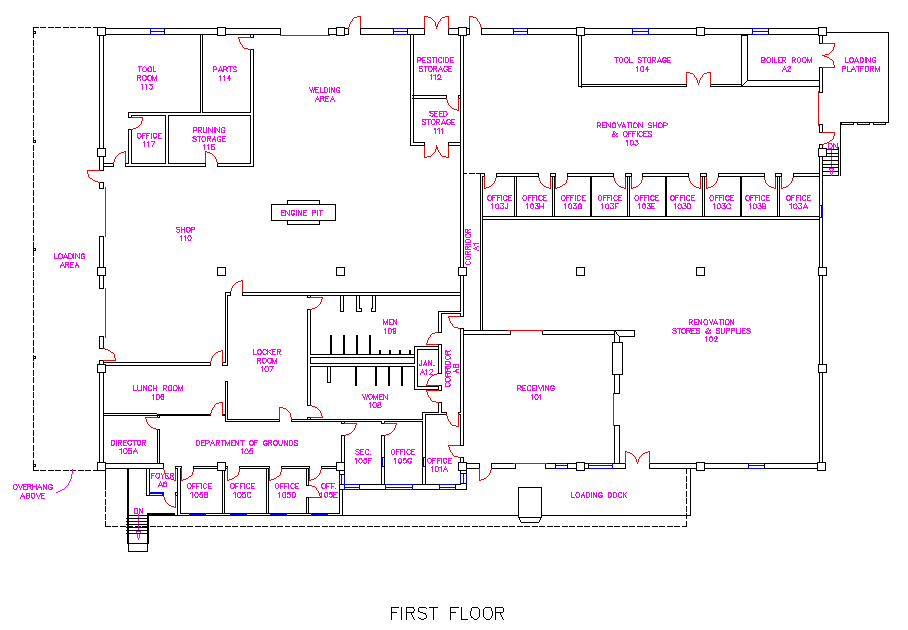 TOOL
ROOM
113
PARTS
114
WELDING
AREA
PESTICIDE
STORAGE
112
TOOL STORAGE
104
BOILER ROOM
A2
LOADING
PLATFORM
OFFICE
117
PRUNING
STORAGE
115
SEED
STORAGE
111
RENOVATION SHOP
& OFFICES
103
DN
OFFICE
103J
OFFICE
103H
OFFICE
103G
OFFICE
103F
OFFICE
103E
OFFICE
103D
OFFICE
103C
OFFICE
103B
OFFICE
103A
ENGINE PIT
SHOP
110
CORRIDOR
A1
LOADING
AREA
MEN
109
RENOVATION
STORES & SUPPLIES
102
LOCKER
ROOM
107
JAN.
A12
CORRIDOR
A8
LUNCH ROOM
106
WOMEN
108
RECEIVING
101
DIRECTOR
105A
DEPARTMENT OF GROUNDS
105
SEC.
105F
OFFICE
105G
OFFICE
101A
FOYER
A6
OFFICE
105B
OFFICE
105C
OFFICE
105D
OFF.
105E
OVERHANG
ABOVE
LOADING DOCK
DN
FIRST FLOOR